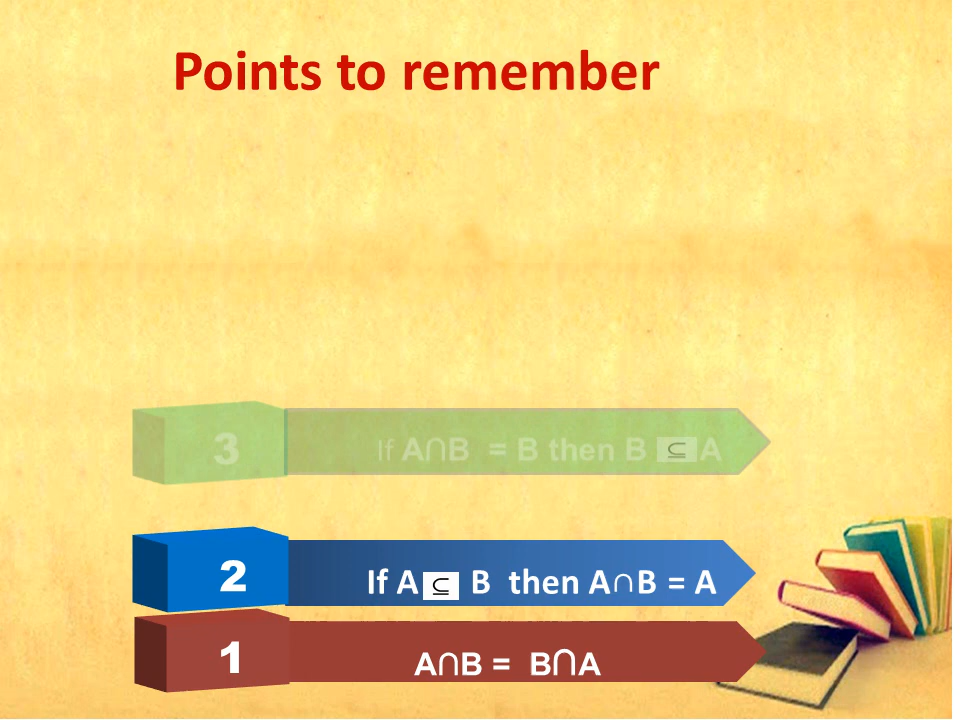 Points to remember
3 If A∩B = B then B ⊆ A
2 If A ⊆ B then A∩B = A
1 A∩B = B∩A